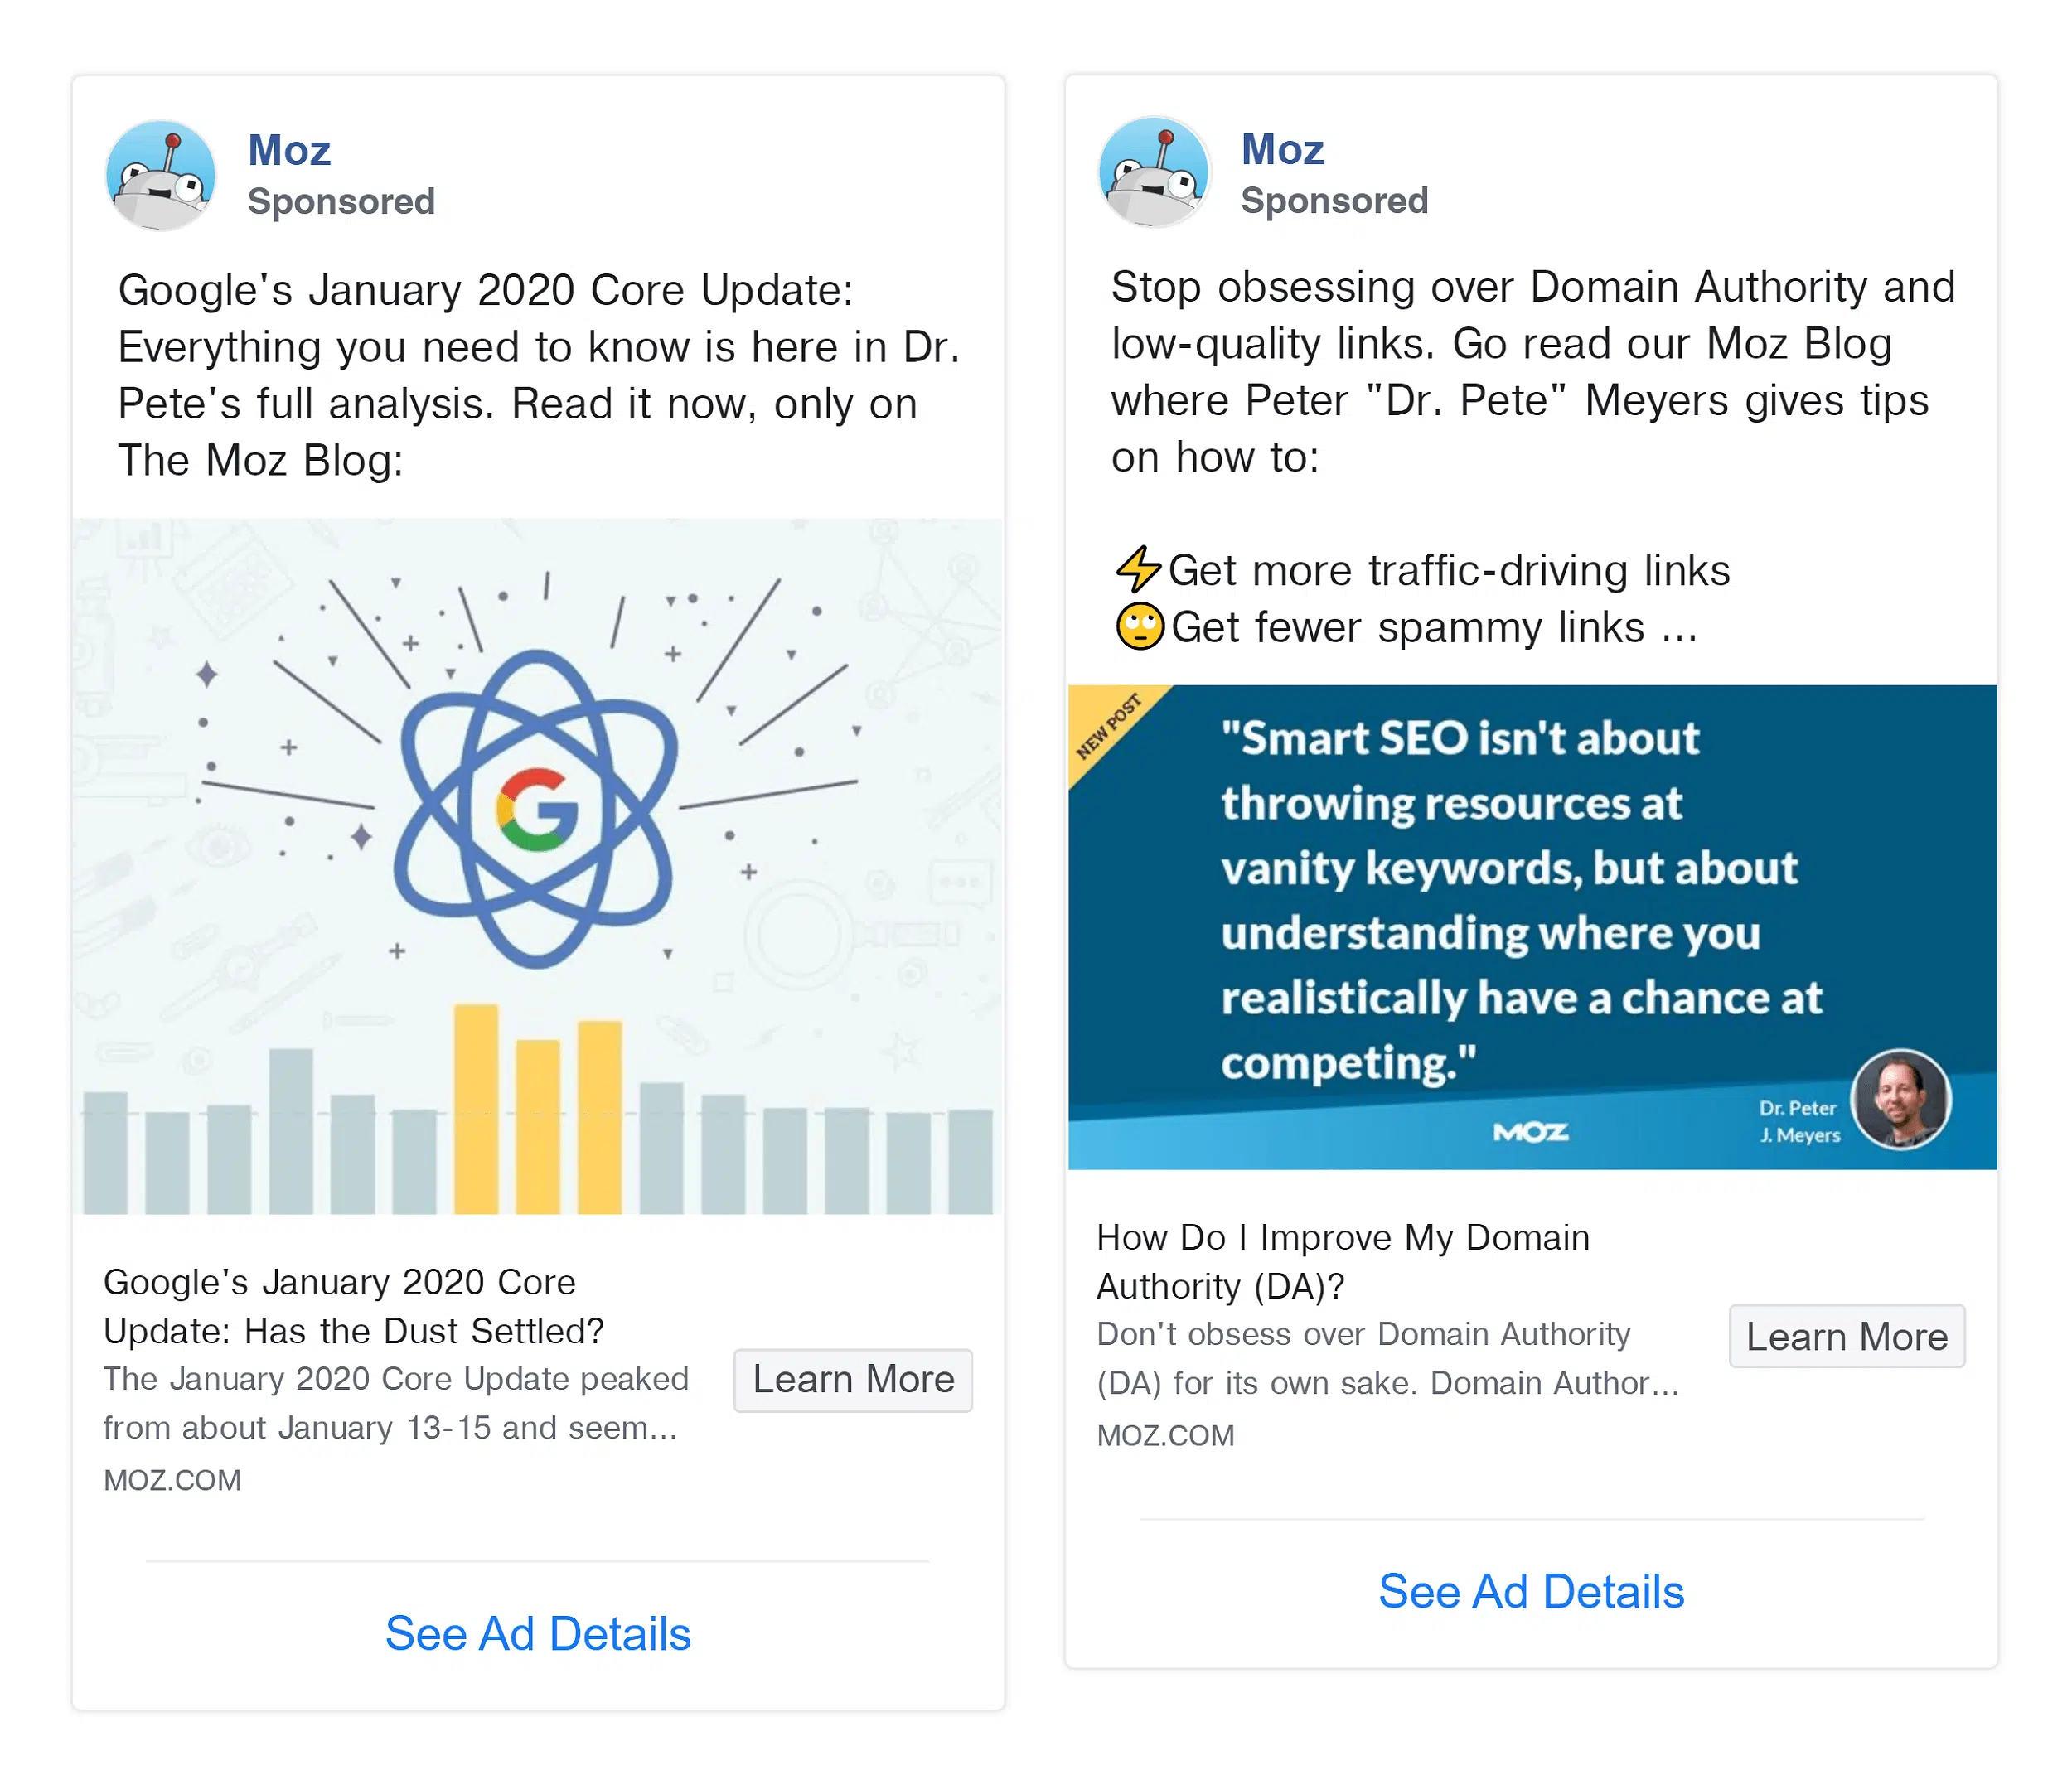 Moz
Sponsored
Google's January 2020 Core Update:
Everything you need to know is here in Dr.
Pete's full analysis. Read it now, only on
The Moz Blog:
G
Google's January 2020 Core
Update: Has the Dust Settled?
The January 2020 Core Update peaked
from about January 13-15 and seem...
MOZ.COM
Learn More
See Ad Details
Moz
Sponsored
Stop obsessing over Domain Authority and
low-quality links. Go read our Moz Blog
where Peter "Dr. Pete" Meyers gives tips
on how to:
⚡Get more traffic-driving links
🙄Get fewer spammy links ...
NEW POST
"Smart SEO isn't about
throwing resources at
vanity keywords, but about
understanding where you
realistically have a chance at
competing."
MOZ
Dr. Peter
J. Meyers
How Do I Improve My Domain
Authority (DA)?
Don't obsess over Domain Authority
(DA) for its own sake. Domain Author...
MOZ.COM
Learn More
See Ad Details